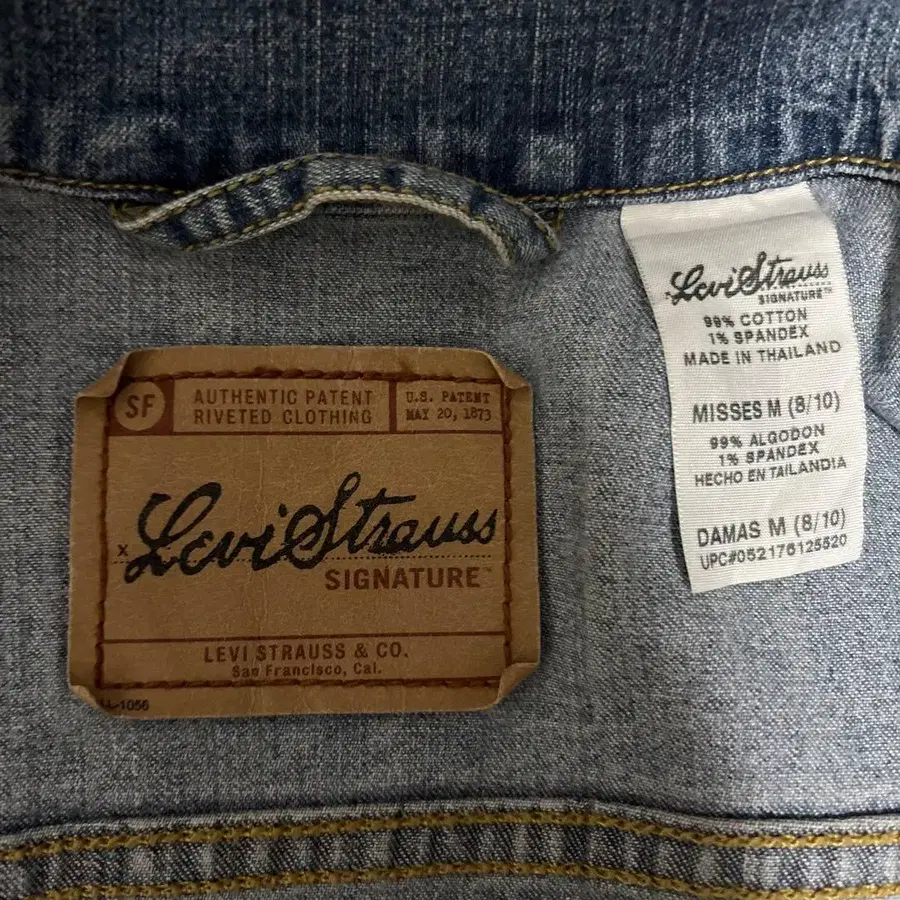 SF
AUTHENTIC PATENT
RIVETED CLOTHING
U.S. PATENT
MAY 20, 1873
x Levi Strauss
SIGNATURE™
LEVI STRAUSS & CO.
San Francisco, Cal.
Levi Strauss
SIGNATURE™
99% COTTON
1% SPANDEX
MADE IN THAILAND
MISSES M (8/10)
99% ALGODON
1% SPANDEX
HECHO EN TAILANDIA
DAMAS M (8/10)
UPC#052176125520